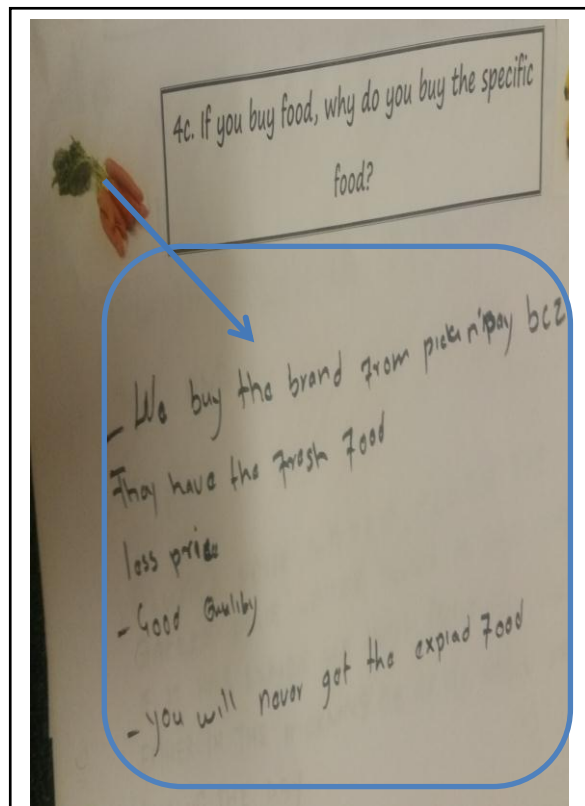 4c. If you buy food, why do you buy the specific
food?
- We buy the brand from pick n'pay bcz
They have the fresh food
less price
- Good Quality
- you will never get the expiad food